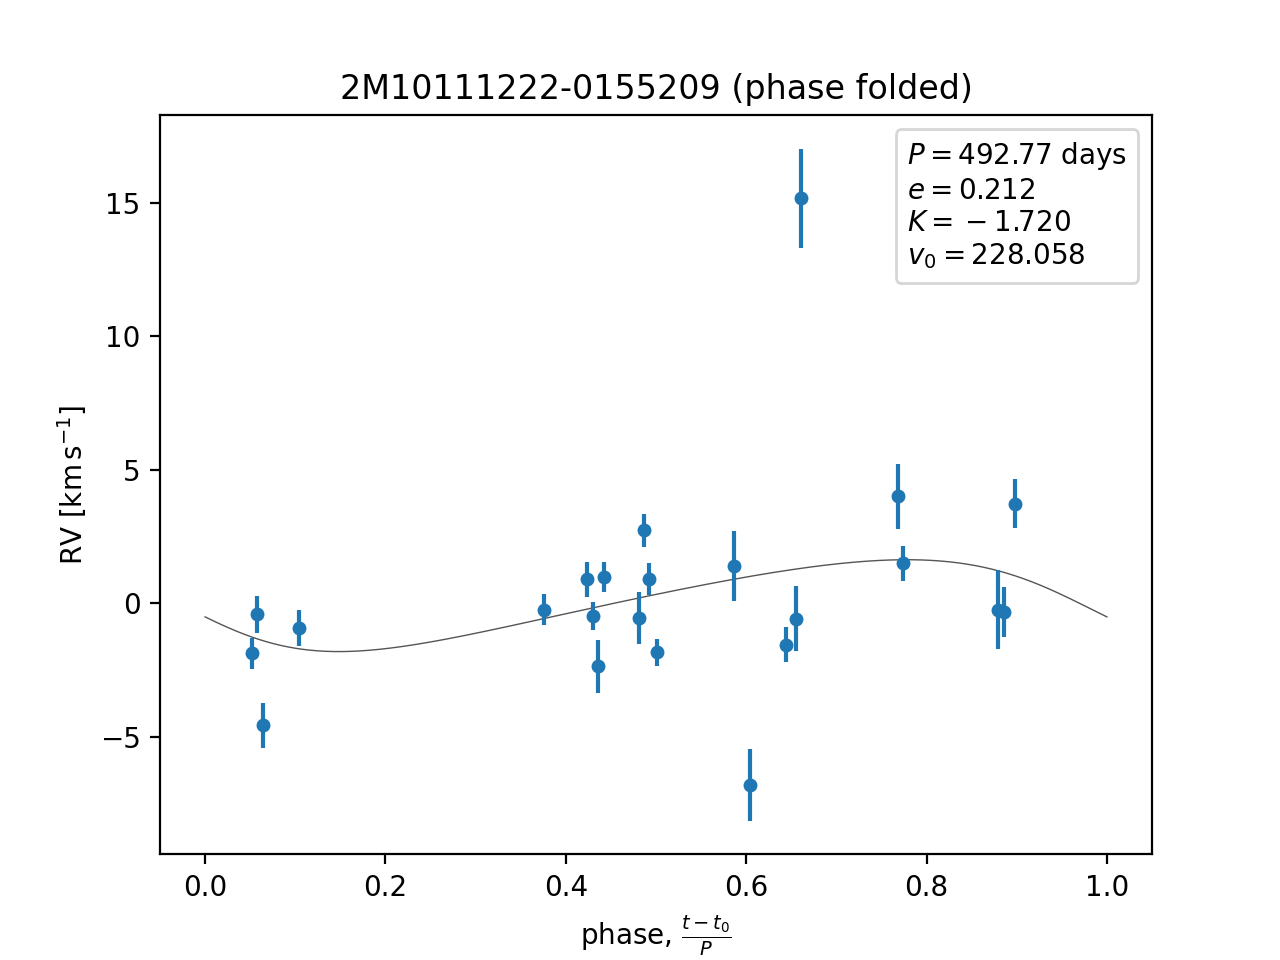 2M10111222-0155209 (phase folded)
P = 492.77 days
e = 0.212
K = −1.720
v₀ = 228.058
15
10
5
0
−5
RV [km s⁻¹]
0.0 0.2 0.4 0.6 0.8 1.0
phase, (t − t₀)/P